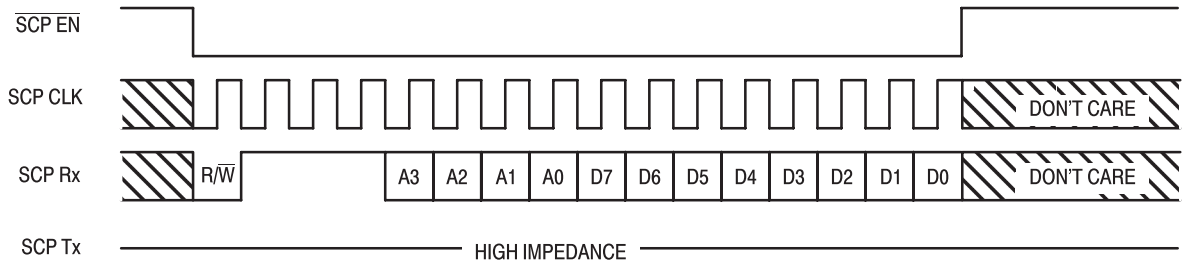 SCP EN
SCP CLK
DON'T CARE
SCP Rx
R/W
A3 A2 A1 A0 D7 D6 D5 D4 D3 D2 D1 D0
DON'T CARE
SCP Tx
HIGH IMPEDANCE